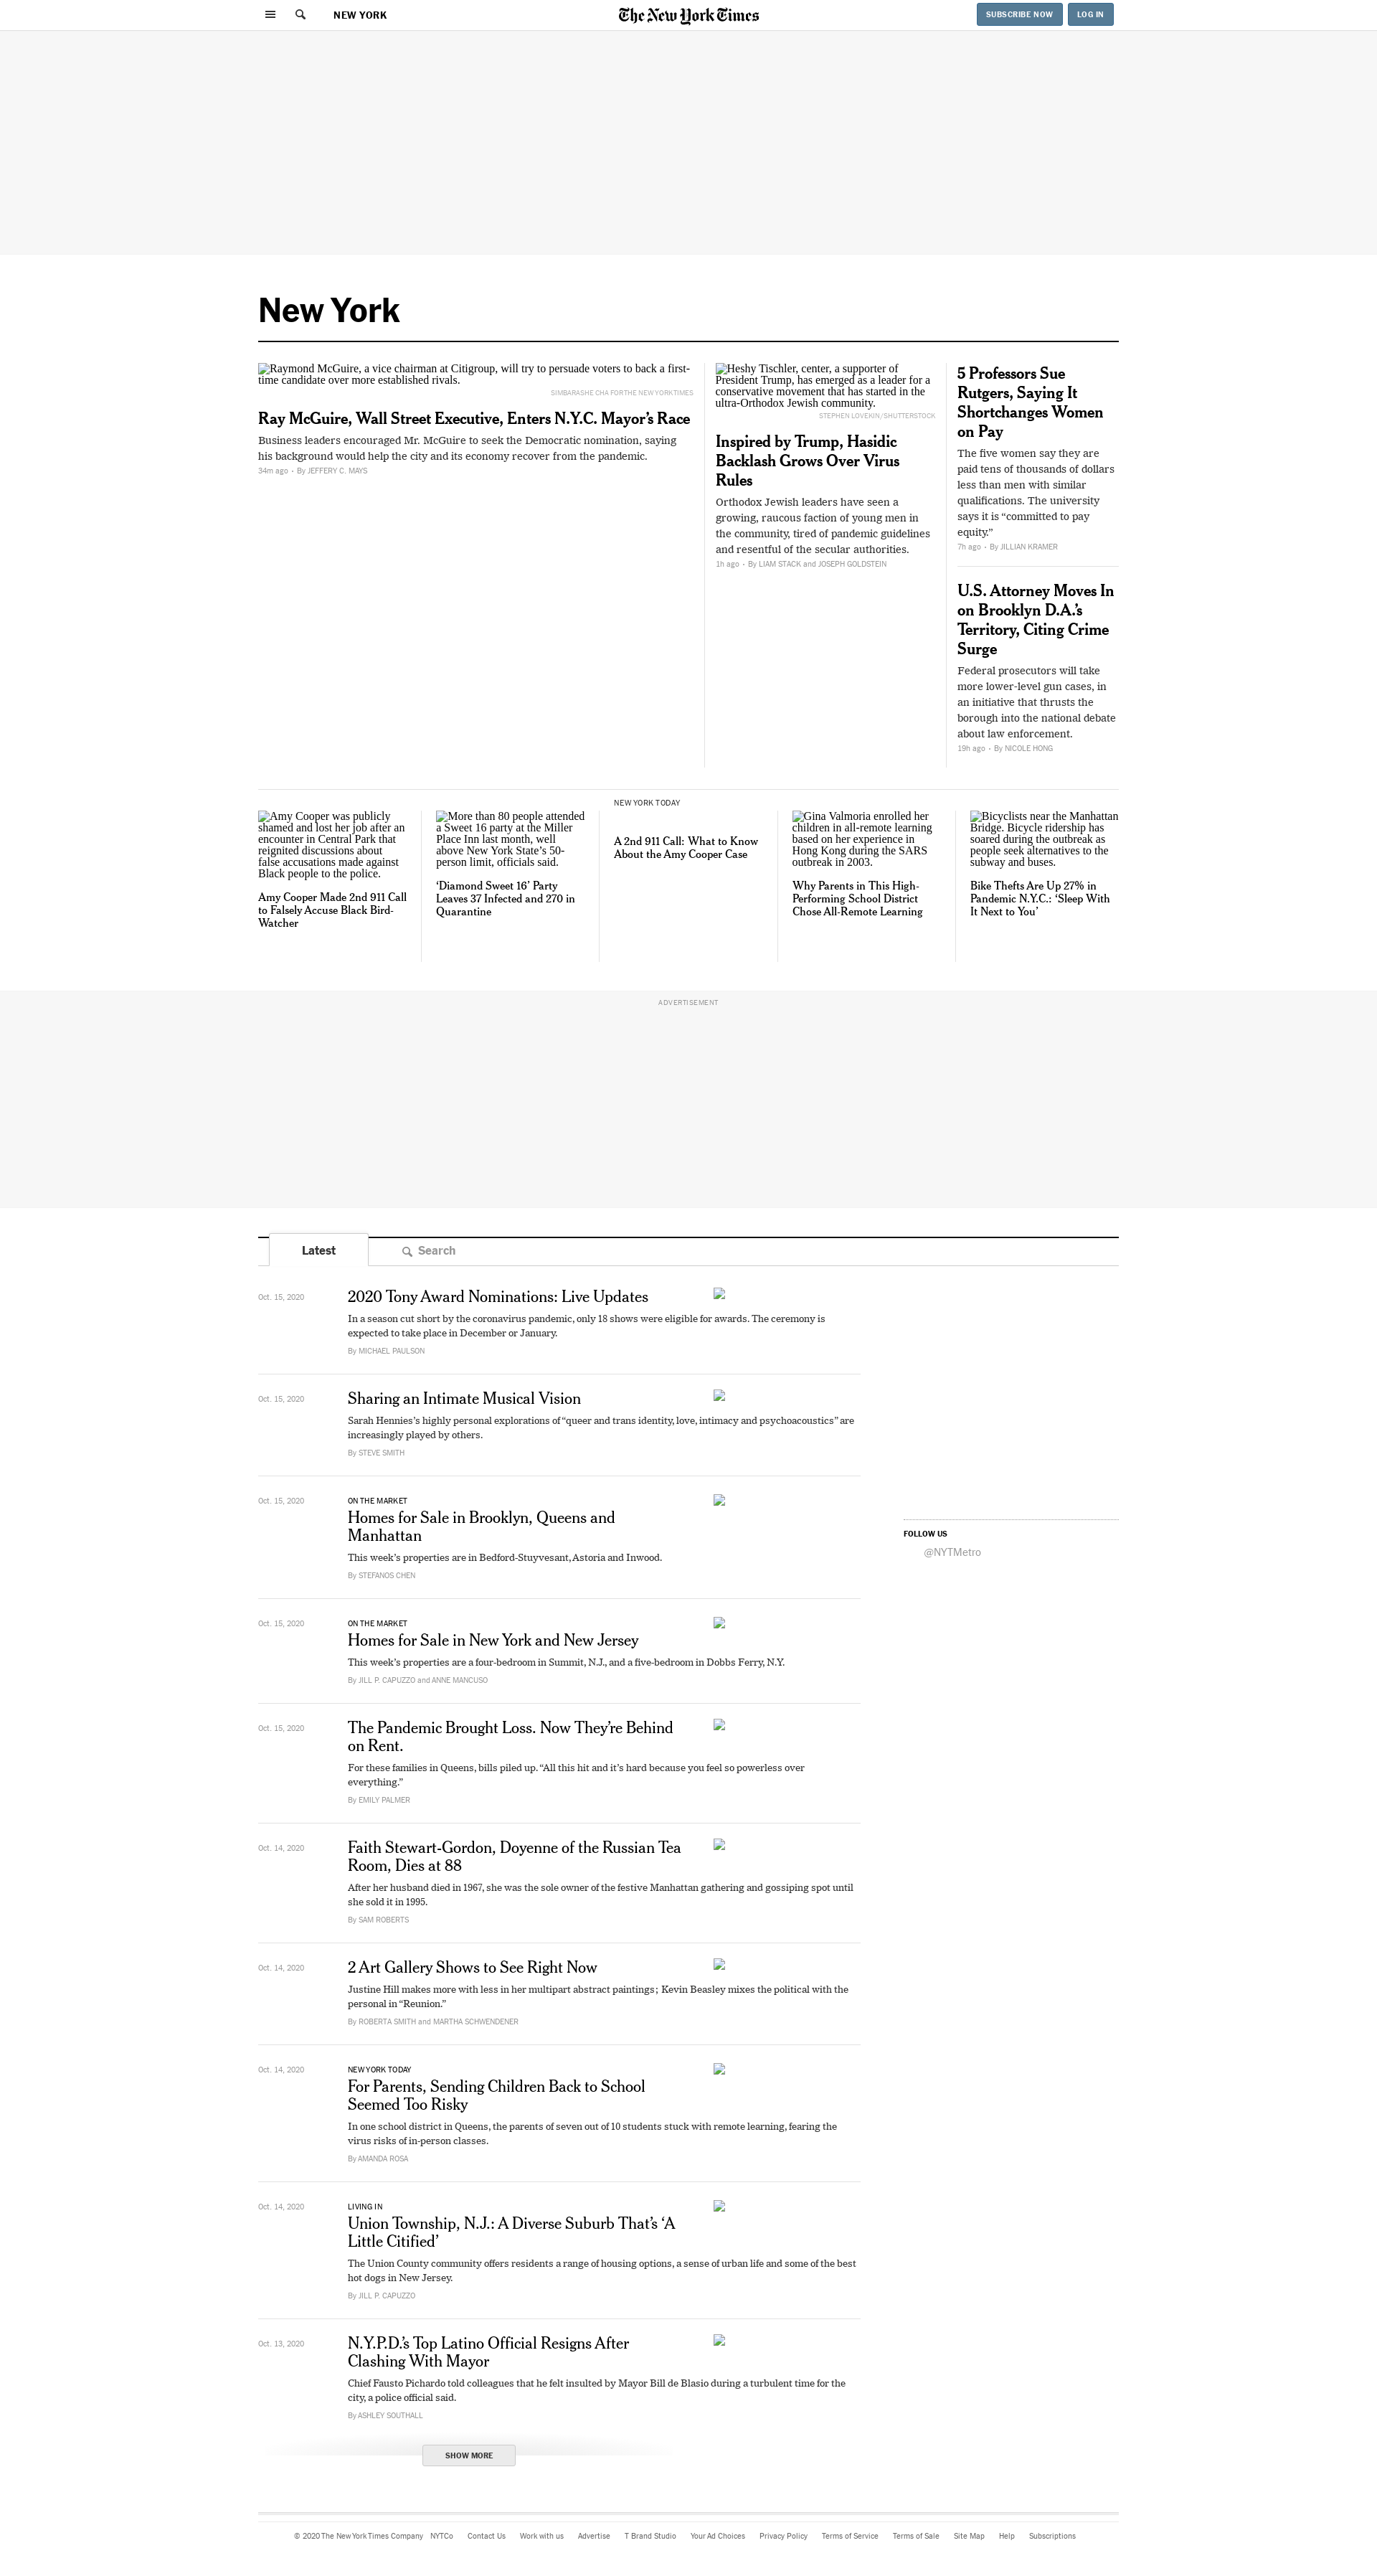 NEW YORK
The New York Times
SUBSCRIBE NOW
LOG IN
New York
Raymond McGuire, a vice chairman at Citigroup, will try to persuade voters to back a first-
time candidate over more established rivals.
SIMBARASHE CHA FOR THE NEW YORK TIMES
Ray McGuire, Wall Street Executive, Enters N.Y.C. Mayor’s Race
Business leaders encouraged Mr. McGuire to seek the Democratic nomination, saying
his background would help the city and its economy recover from the pandemic.
34m ago • By JEFFERY C. MAYS
Heshy Tischler, center, a supporter of
President Trump, has emerged as a leader for a
conservative movement that has started in the
ultra-Orthodox Jewish community.
STEPHEN LOVEKIN/SHUTTERSTOCK
Inspired by Trump, Hasidic
Backlash Grows Over Virus
Rules
Orthodox Jewish leaders have seen a
growing, raucous faction of young men in
the community, tired of pandemic guidelines
and resentful of the secular authorities.
1h ago • By LIAM STACK and JOSEPH GOLDSTEIN
5 Professors Sue
Rutgers, Saying It
Shortchanges Women
on Pay
The five women say they are
paid tens of thousands of dollars
less than men with similar
qualifications. The university
says it is “committed to pay
equity.”
7h ago • By JILLIAN KRAMER
U.S. Attorney Moves In
on Brooklyn D.A.’s
Territory, Citing Crime
Surge
Federal prosecutors will take
more lower-level gun cases, in
an initiative that thrusts the
borough into the national debate
about law enforcement.
19h ago • By NICOLE HONG
Amy Cooper was publicly
shamed and lost her job after an
encounter in Central Park that
reignited discussions about
false accusations made against
Black people to the police.
Amy Cooper Made 2nd 911 Call
to Falsely Accuse Black Bird-
Watcher
More than 80 people attended
a Sweet 16 party at the Miller
Place Inn last month, well
above New York State’s 50-
person limit, officials said.
‘Diamond Sweet 16’ Party
Leaves 37 Infected and 270 in
Quarantine
NEW YORK TODAY
A 2nd 911 Call: What to Know
About the Amy Cooper Case
Gina Valmoria enrolled her
children in all-remote learning
based on her experience in
Hong Kong during the SARS
outbreak in 2003.
Why Parents in This High-
Performing School District
Chose All-Remote Learning
Bicyclists near the Manhattan
Bridge. Bicycle ridership has
soared during the outbreak as
people seek alternatives to the
subway and buses.
Bike Thefts Are Up 27% in
Pandemic N.Y.C.: ‘Sleep With
It Next to You’
ADVERTISEMENT
Latest
Search
Oct. 15, 2020
2020 Tony Award Nominations: Live Updates
In a season cut short by the coronavirus pandemic, only 18 shows were eligible for awards. The ceremony is
expected to take place in December or January.
By MICHAEL PAULSON
Oct. 15, 2020
Sharing an Intimate Musical Vision
Sarah Hennies’s highly personal explorations of “queer and trans identity, love, intimacy and psychoacoustics” are
increasingly played by others.
By STEVE SMITH
Oct. 15, 2020
ON THE MARKET
Homes for Sale in Brooklyn, Queens and
Manhattan
This week’s properties are in Bedford-Stuyvesant, Astoria and Inwood.
By STEFANOS CHEN
FOLLOW US
@NYTMetro
Oct. 15, 2020
ON THE MARKET
Homes for Sale in New York and New Jersey
This week’s properties are a four-bedroom in Summit, N.J., and a five-bedroom in Dobbs Ferry, N.Y.
By JILL P. CAPUZZO and ANNE MANCUSO
Oct. 15, 2020
The Pandemic Brought Loss. Now They’re Behind
on Rent.
For these families in Queens, bills piled up. “All this hit and it’s hard because you feel so powerless over
everything.”
By EMILY PALMER
Oct. 14, 2020
Faith Stewart-Gordon, Doyenne of the Russian Tea
Room, Dies at 88
After her husband died in 1967, she was the sole owner of the festive Manhattan gathering and gossiping spot until
she sold it in 1995.
By SAM ROBERTS
Oct. 14, 2020
2 Art Gallery Shows to See Right Now
Justine Hill makes more with less in her multipart abstract paintings; Kevin Beasley mixes the political with the
personal in “Reunion.”
By ROBERTA SMITH and MARTHA SCHWENDENER
Oct. 14, 2020
NEW YORK TODAY
For Parents, Sending Children Back to School
Seemed Too Risky
In one school district in Queens, the parents of seven out of 10 students stuck with remote learning, fearing the
virus risks of in-person classes.
By AMANDA ROSA
Oct. 14, 2020
LIVING IN
Union Township, N.J.: A Diverse Suburb That’s ‘A
Little Citified’
The Union County community offers residents a range of housing options, a sense of urban life and some of the best
hot dogs in New Jersey.
By JILL P. CAPUZZO
Oct. 13, 2020
N.Y.P.D.’s Top Latino Official Resigns After
Clashing With Mayor
Chief Fausto Pichardo told colleagues that he felt insulted by Mayor Bill de Blasio during a turbulent time for the
city, a police official said.
By ASHLEY SOUTHALL
SHOW MORE
© 2020 The New York Times Company NYTCo Contact Us Work with us Advertise T Brand Studio Your Ad Choices Privacy Policy Terms of Service Terms of Sale Site Map Help Subscriptions